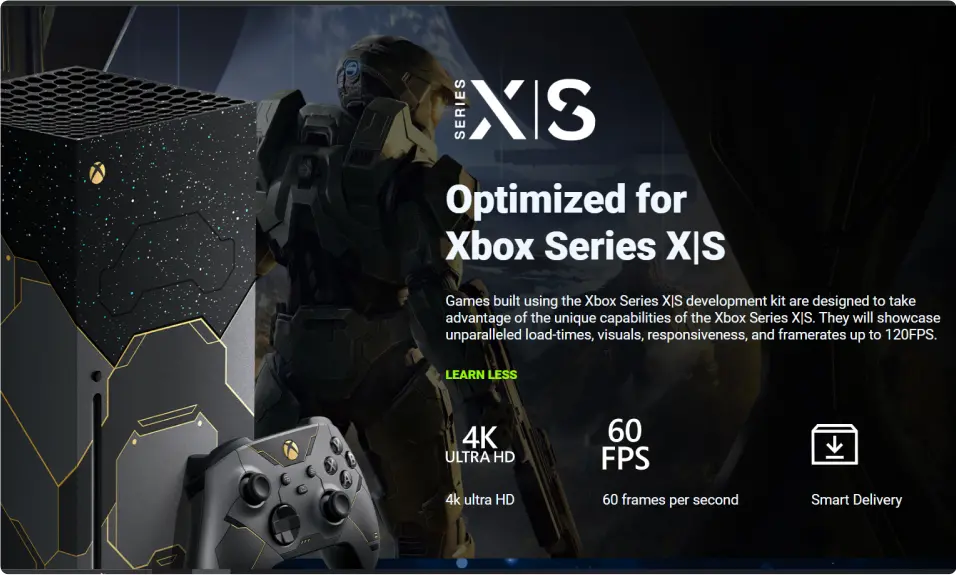 SERIES X|S
Optimized for
Xbox Series X|S
Games built using the Xbox Series X|S development kit are designed to take
advantage of the unique capabilities of the Xbox Series X|S. They will showcase
unparalleled load-times, visuals, responsiveness, and framerates up to 120FPS.
LEARN LESS
4K
ULTRA HD
60
FPS
4k ultra HD
60 frames per second
Smart Delivery